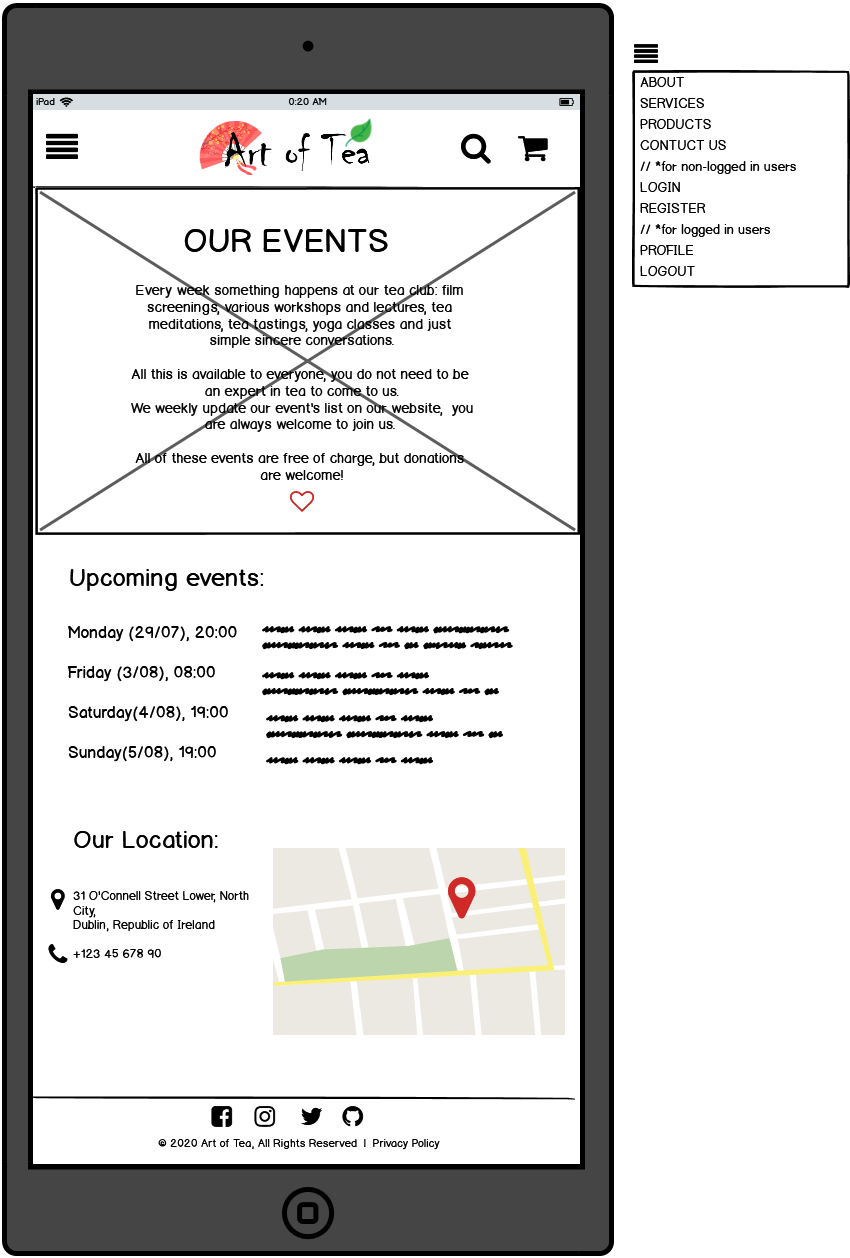 iPad 0:20 AM
Art of Tea
OUR EVENTS
Every week something happens at our tea club: film
screenings, various workshops and lectures, tea
meditations, tea tastings, yoga classes and just
simple sincere conversations.
All this is available to everyone, you do not need to be
an expert in tea to come to us.
We weekly update our event's list on our website, you
are always welcome to join us.
All of these events are free of charge, but donations
are welcome!
Upcoming events:
Monday (29/07), 20:00
Friday (3/08), 08:00
Saturday(4/08), 19:00
Sunday(5/08), 19:00
Our Location:
31 O'Connell Street Lower, North
City,
Dublin, Republic of Ireland
+123 45 678 90
© 2020 Art of Tea, All Rights Reserved | Privacy Policy
ABOUT
SERVICES
PRODUCTS
CONTUCT US
// *for non-logged in users
LOGIN
REGISTER
// *for logged in users
PROFILE
LOGOUT